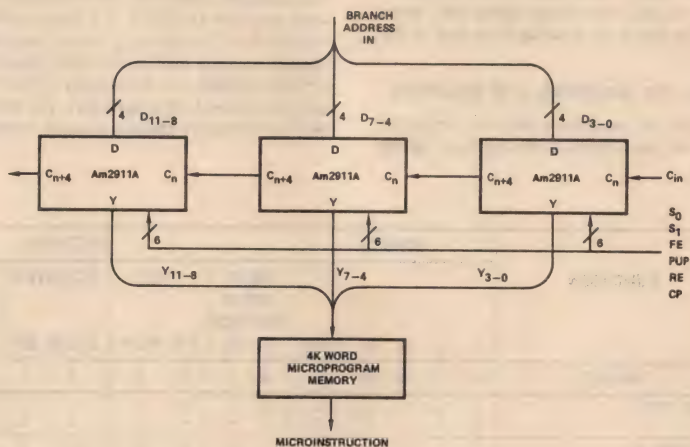 BRANCH
ADDRESS
IN
4 D11–8
4 D7–4
4 D3–0
D
D
D
Cn+4 Am2911A Cn
Cn+4 Am2911A Cn
Cn+4 Am2911A Cn
Cin
Y
Y
Y
S0
S1
FE
PUP
RE
CP
6
6
6
Y11–8
Y7–4
Y3–0
4K WORD
MICROPROGRAM
MEMORY
MICROINSTRUCTION